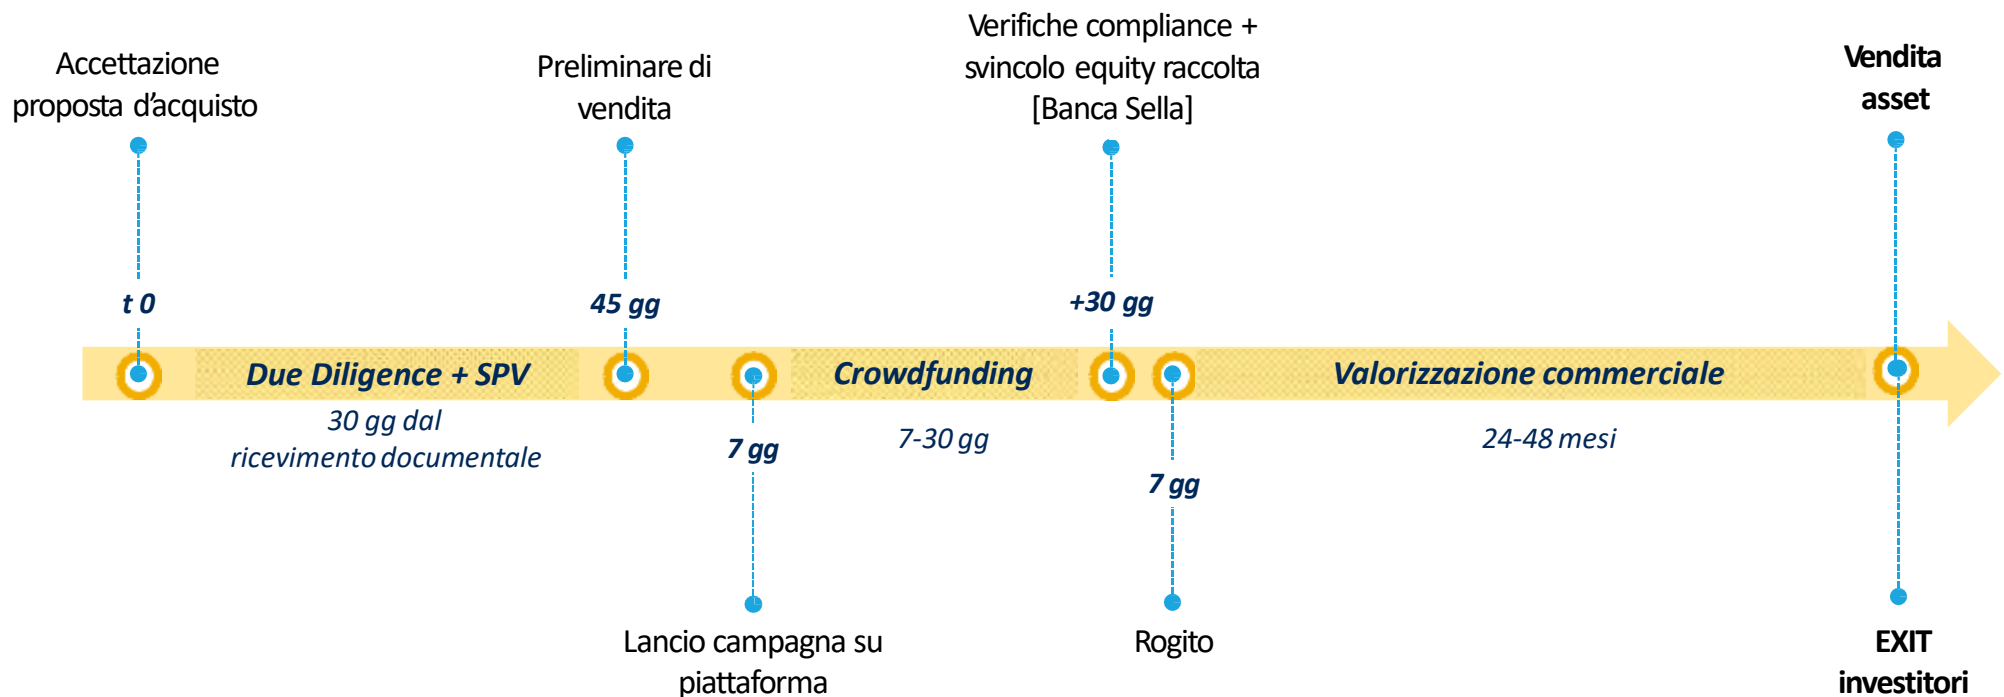 Accettazione
proposta d’acquisto
Preliminare di
vendita
Verifiche compliance +
svincolo equity raccolta
[Banca Sella]
Vendita
asset
t 0
45 gg
+30 gg
Due Diligence + SPV
Crowdfunding
Valorizzazione commerciale
30 gg dal
ricevimento documentale
7 gg
7-30 gg
7 gg
24-48 mesi
Lancio campagna su
piattaforma
Rogito
EXIT
investitori